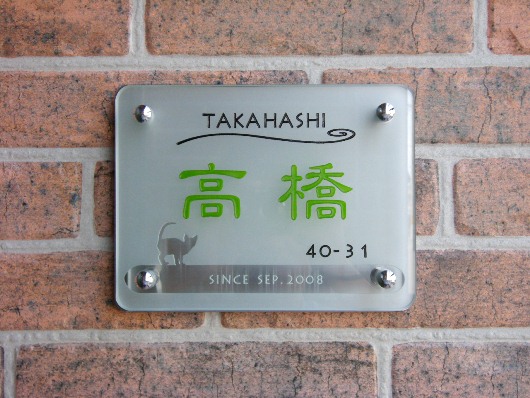 TAKAHASHI
高橋
40-31
SINCE SEP.2008